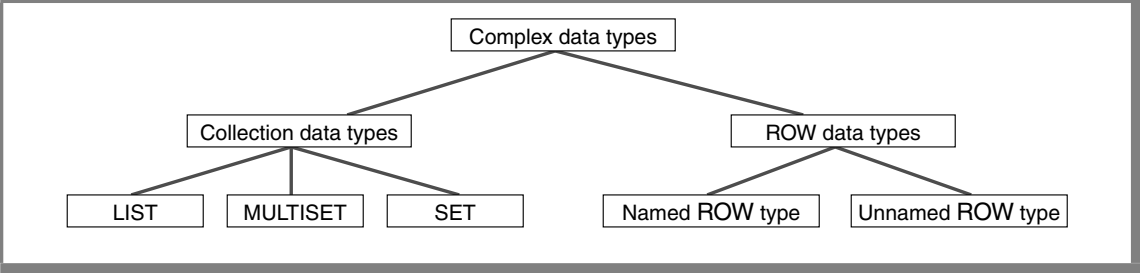 Complex data types
Collection data types
ROW data types
LIST
MULTISET
SET
Named ROW type
Unnamed ROW type